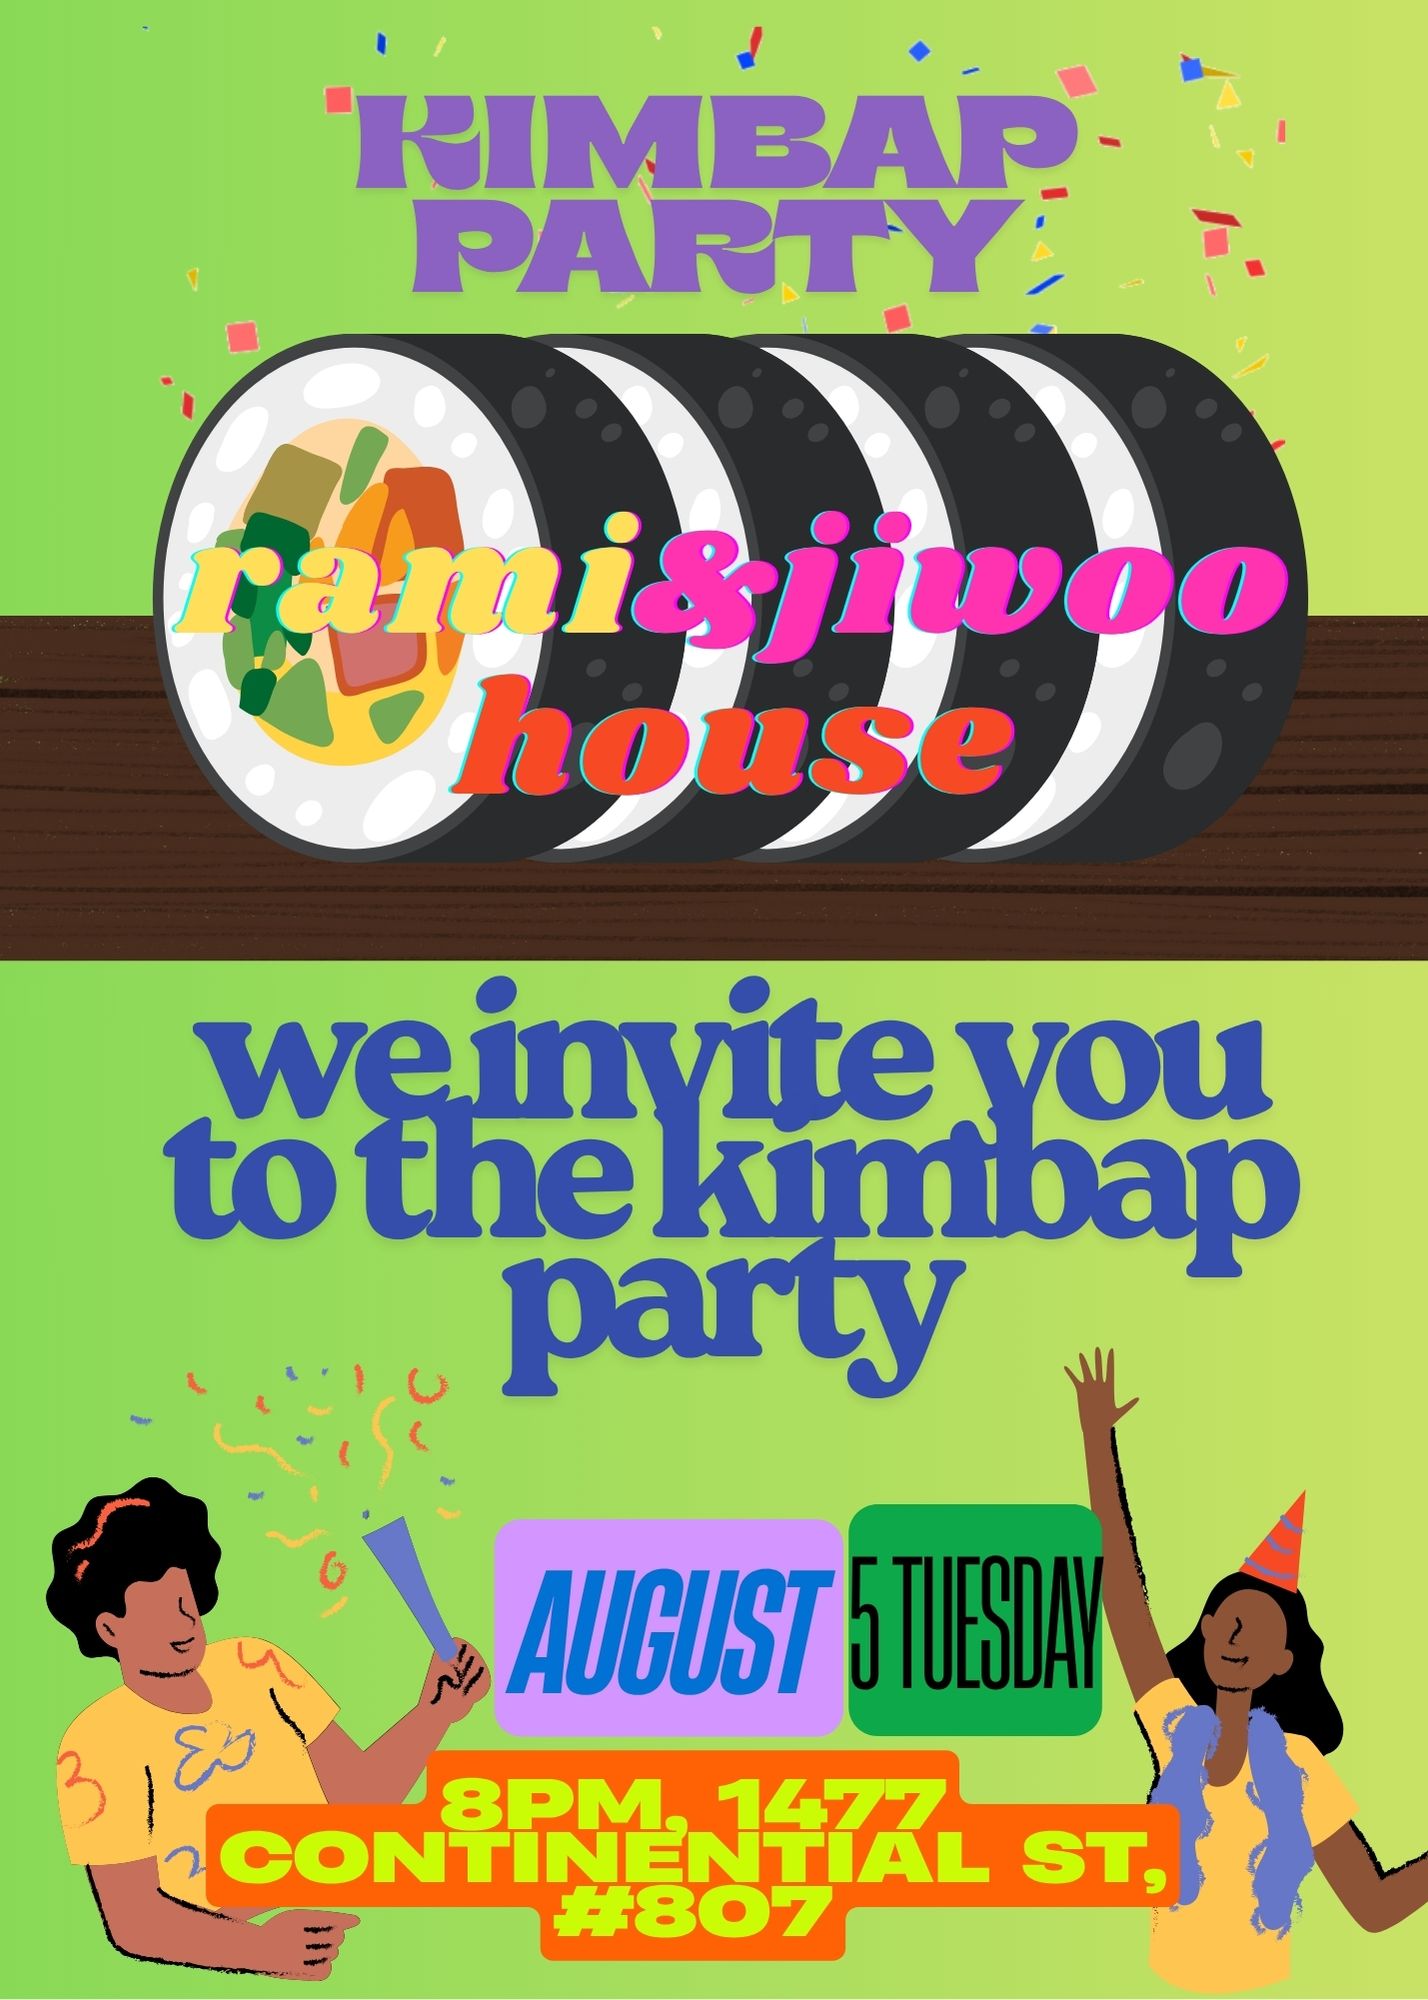 KIMBAP
PARTY
rami&jiwoo
house
we invite you
to the kimbap
party
AUGUST
5 TUESDAY
8PM, 1477
CONTINENTIAL ST,
#807